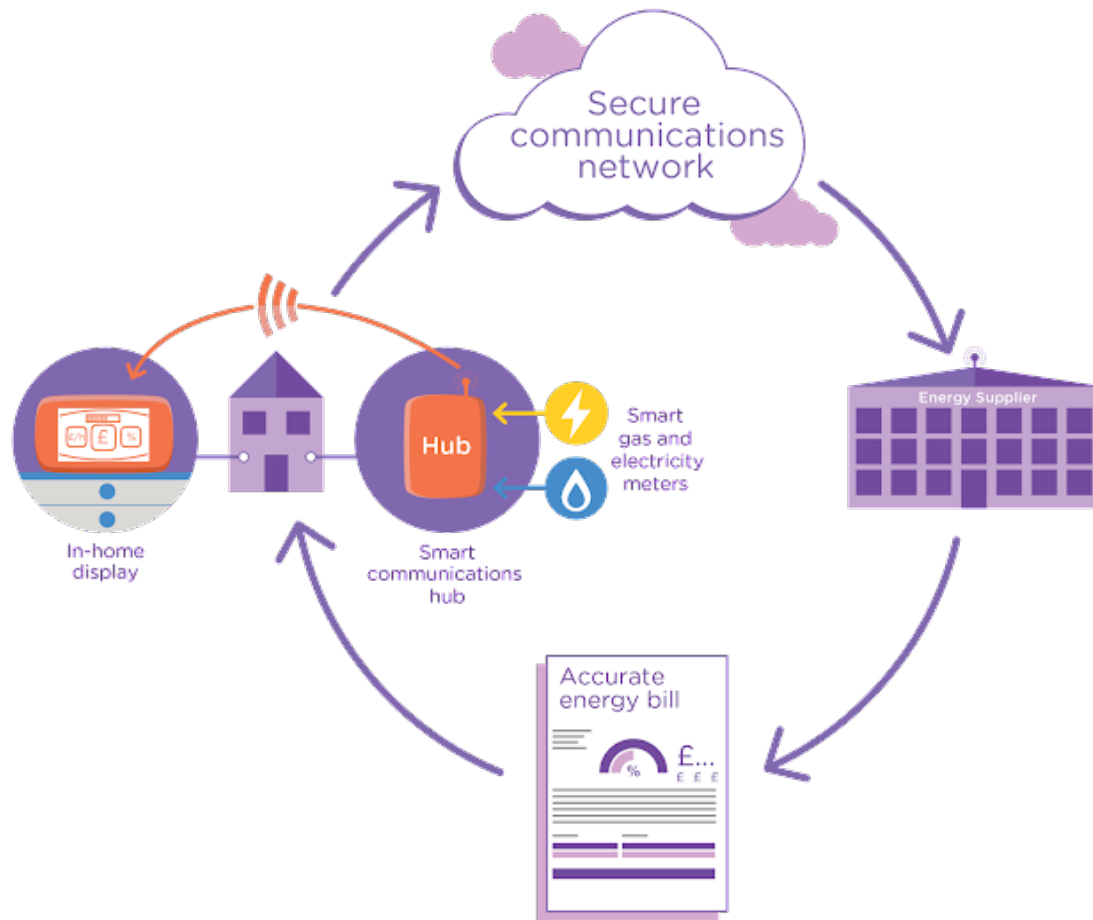 Secure
communications
network
Energy Supplier
£/h
£
%
Hub
Smart
gas and
electricity
meters
In-home
display
Smart
communications
hub
Accurate
energy bill
%
£...
£ £ £